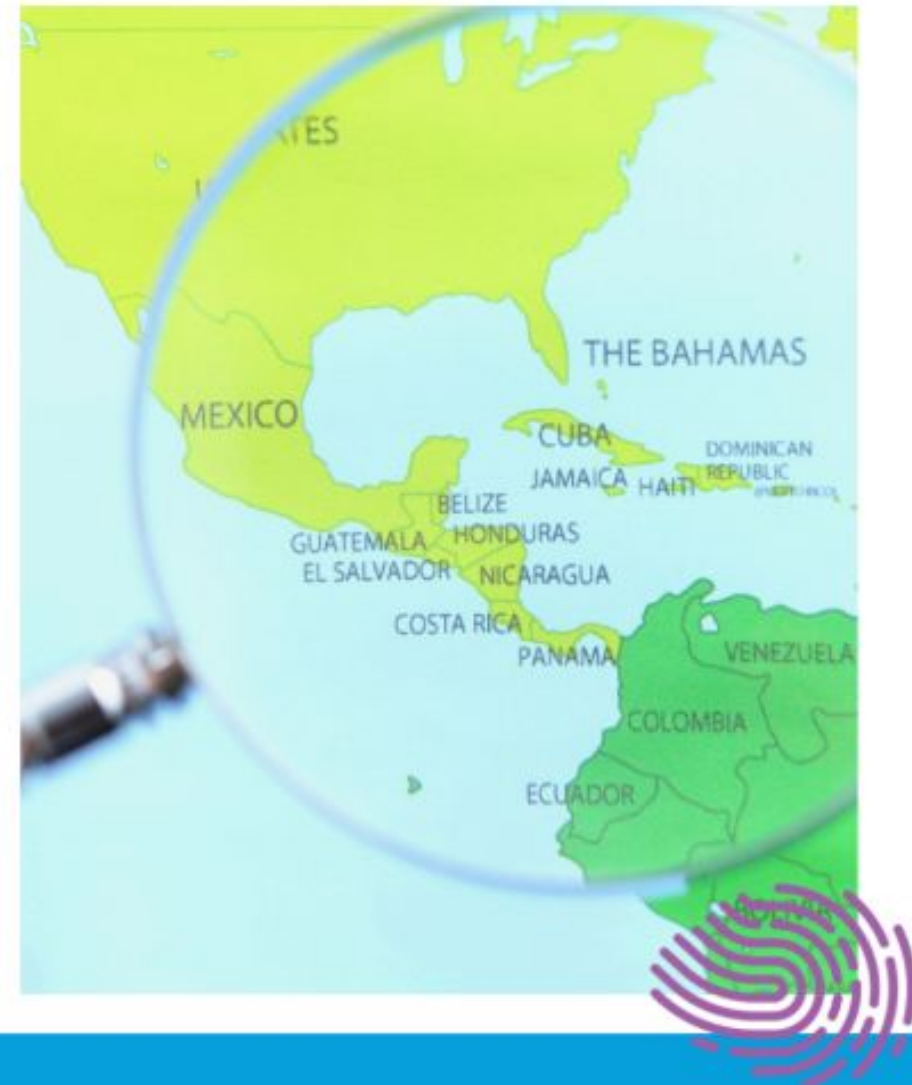 ATES
THE BAHAMAS
MEXICO
CUBA
DOMINICAN
REPUBLIC
JAMAICA
HAITI
BELIZE
HONDURAS
GUATEMALA
EL SALVADOR
NICARAGUA
COSTA RICA
PANAMA
VENEZUELA
COLOMBIA
ECUADOR
BOLIVIA